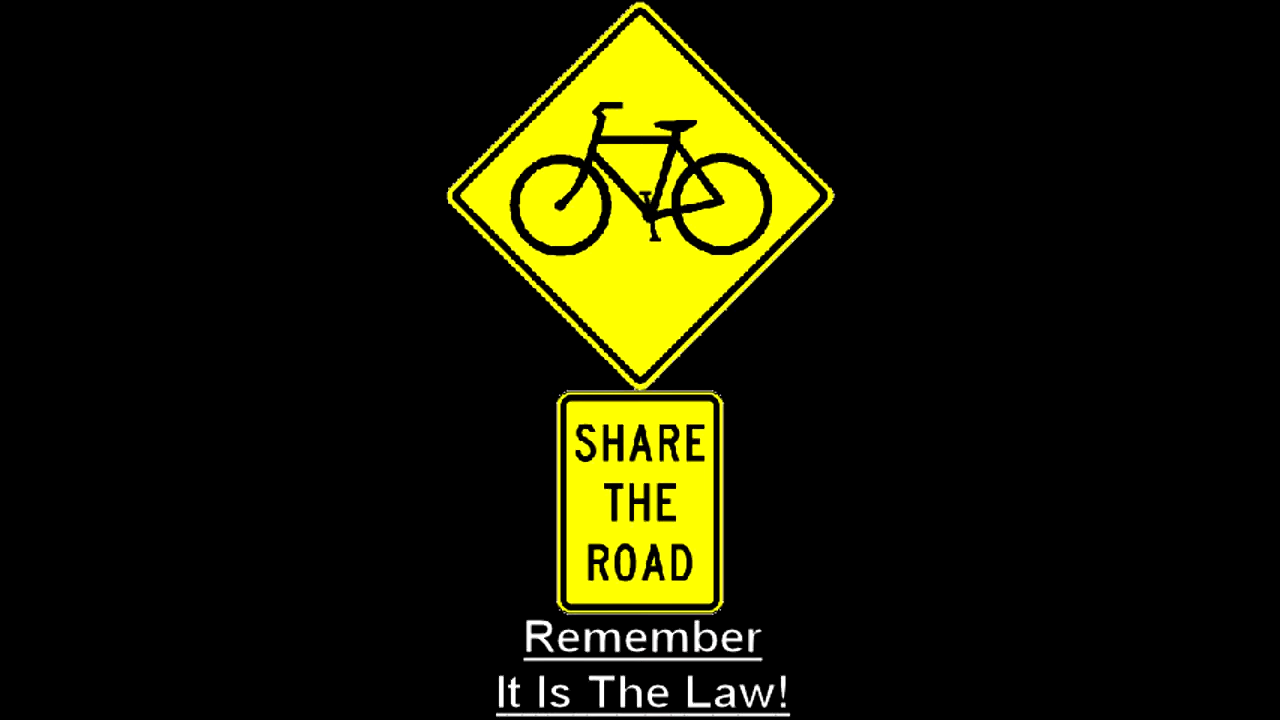 SHARE
THE
ROAD
Remember
It Is The Law!